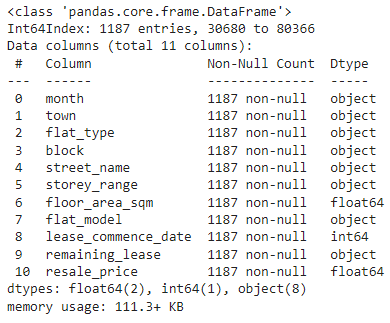 <class 'pandas.core.frame.DataFrame'>
Int64Index: 1187 entries, 30680 to 80366
Data columns (total 11 columns):
 #   Column               Non-Null Count  Dtype
---  ------               --------------  -----
 0   month                1187 non-null   object
 1   town                 1187 non-null   object
 2   flat_type            1187 non-null   object
 3   block                1187 non-null   object
 4   street_name          1187 non-null   object
 5   storey_range         1187 non-null   object
 6   floor_area_sqm       1187 non-null   float64
 7   flat_model           1187 non-null   object
 8   lease_commence_date  1187 non-null   int64
 9   remaining_lease      1187 non-null   object
 10  resale_price         1187 non-null   float64
dtypes: float64(2), int64(1), object(8)
memory usage: 111.3+ KB